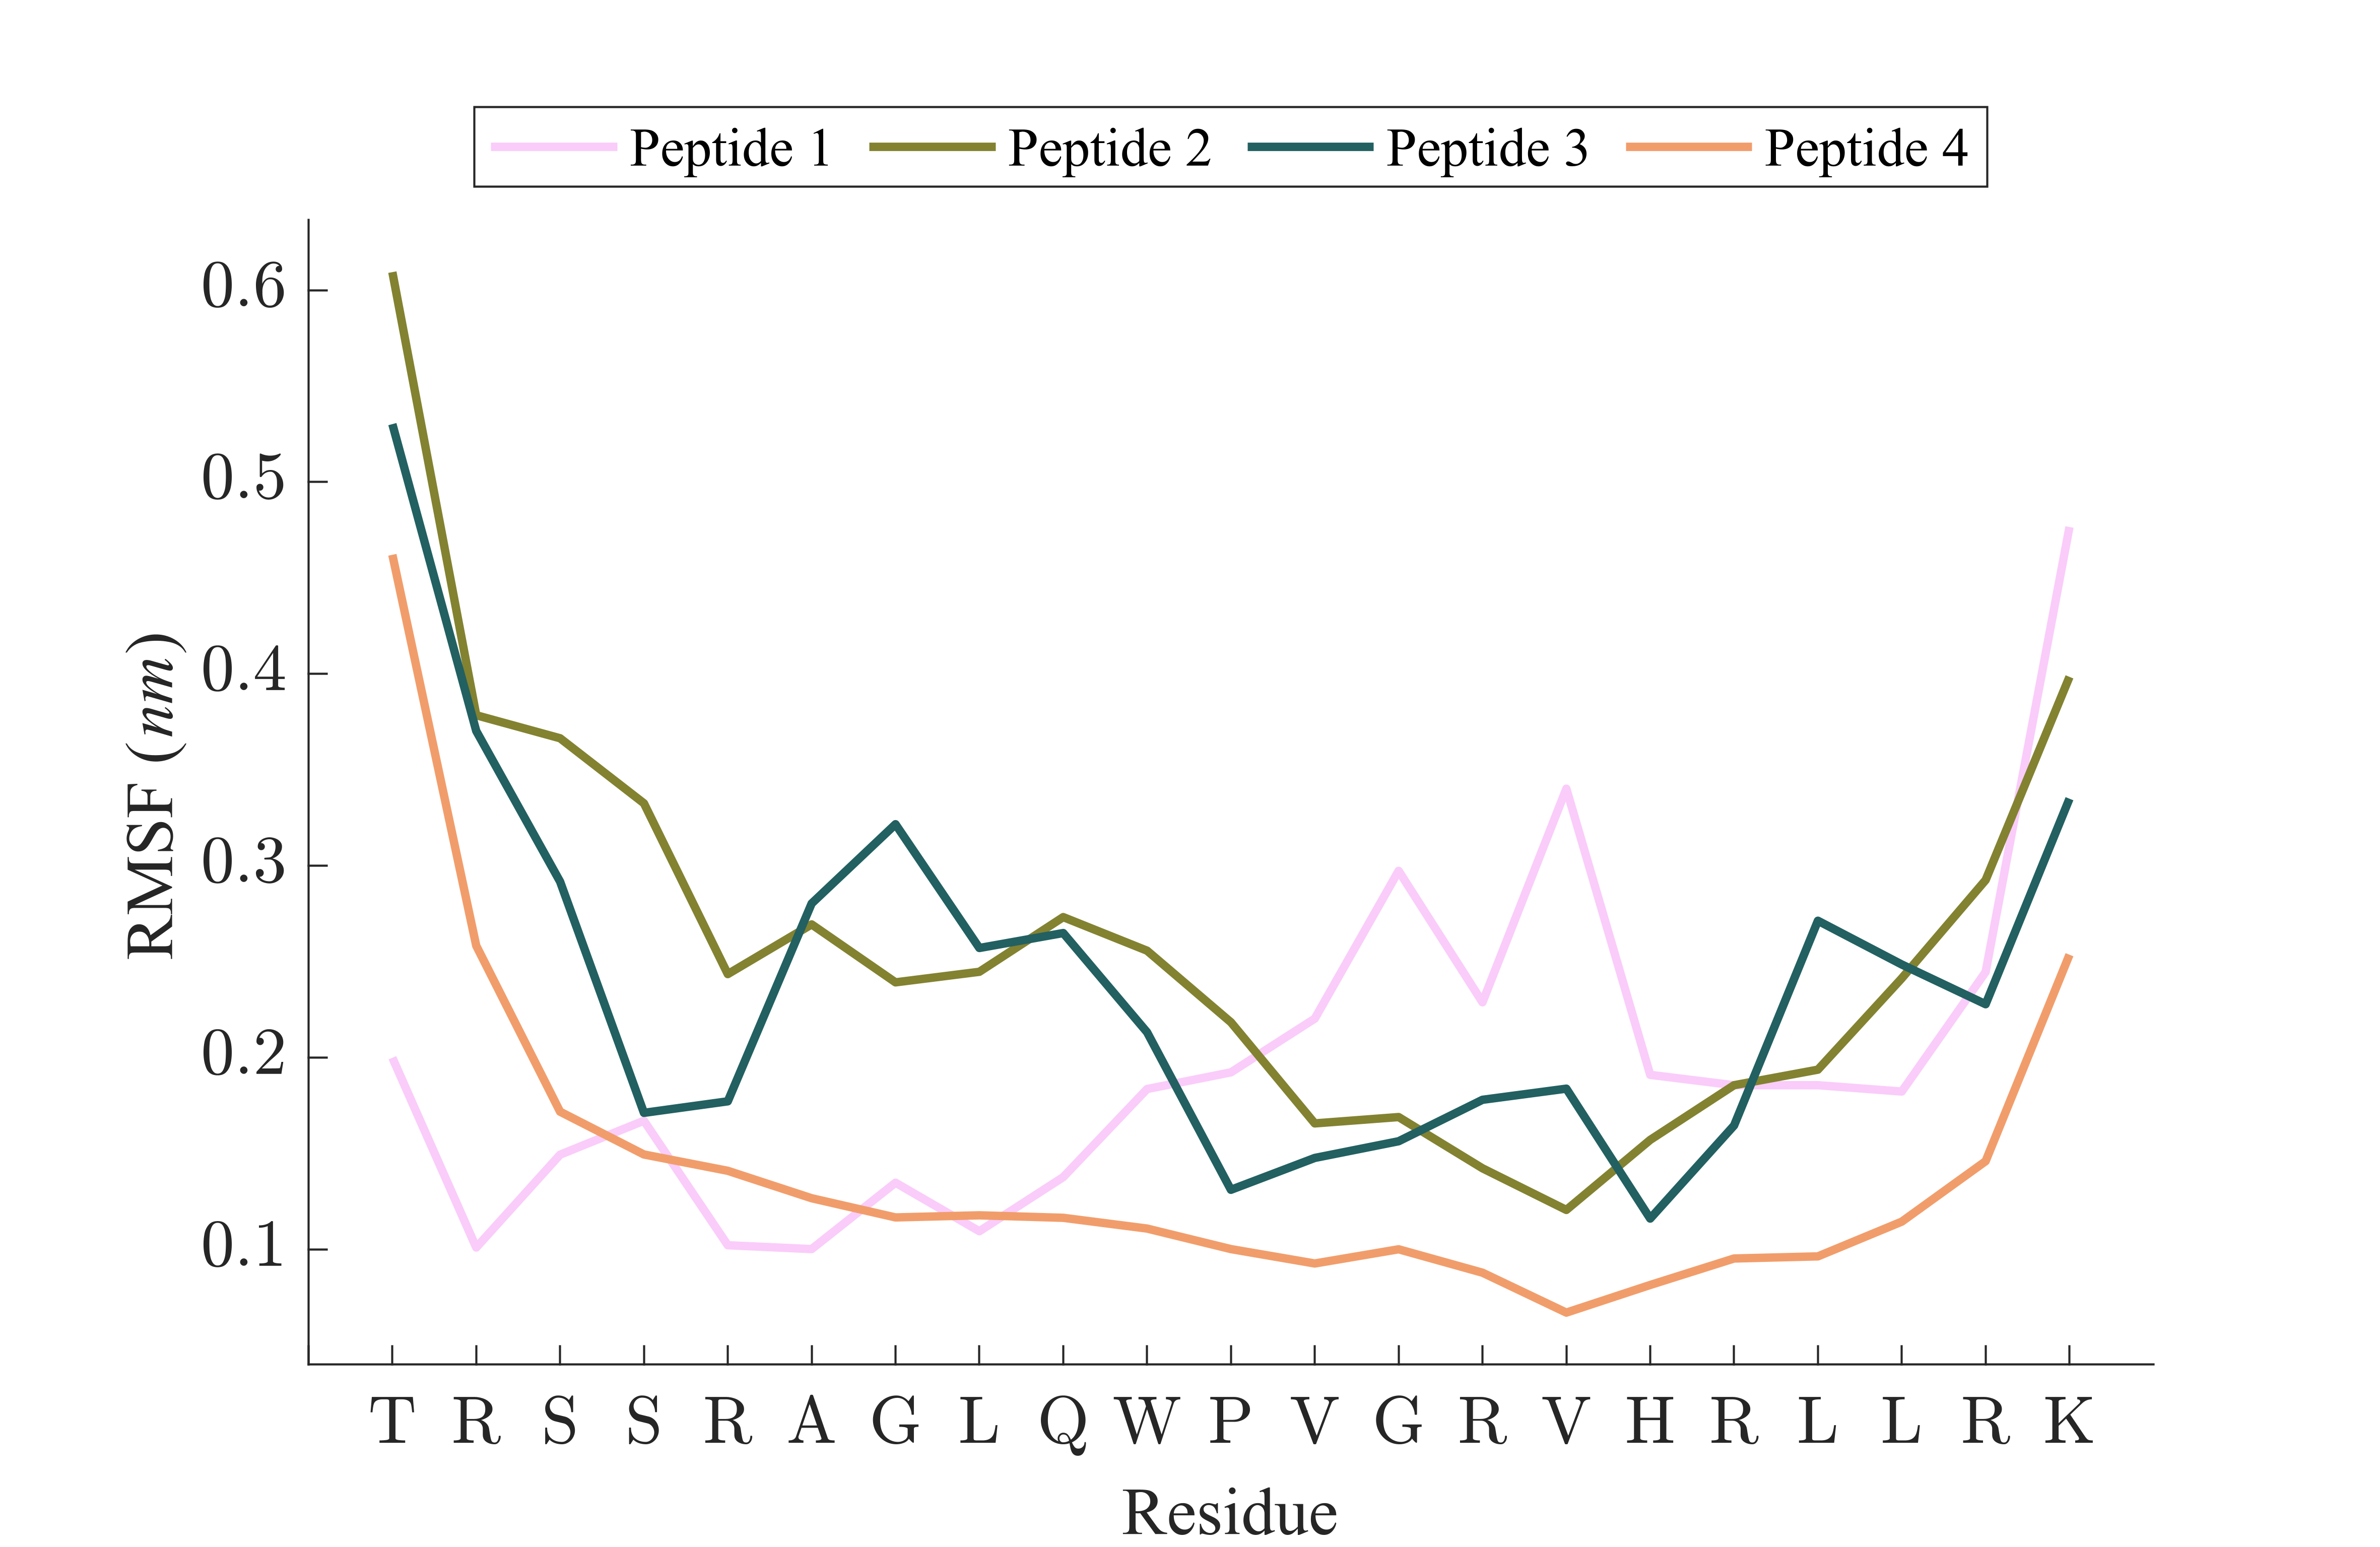 Peptide 1 Peptide 2 Peptide 3 Peptide 4
0.6
0.5
0.4
0.3
0.2
0.1
RMSF (nm)
T R S S R A G L Q W P V G R V H R L L R K
Residue